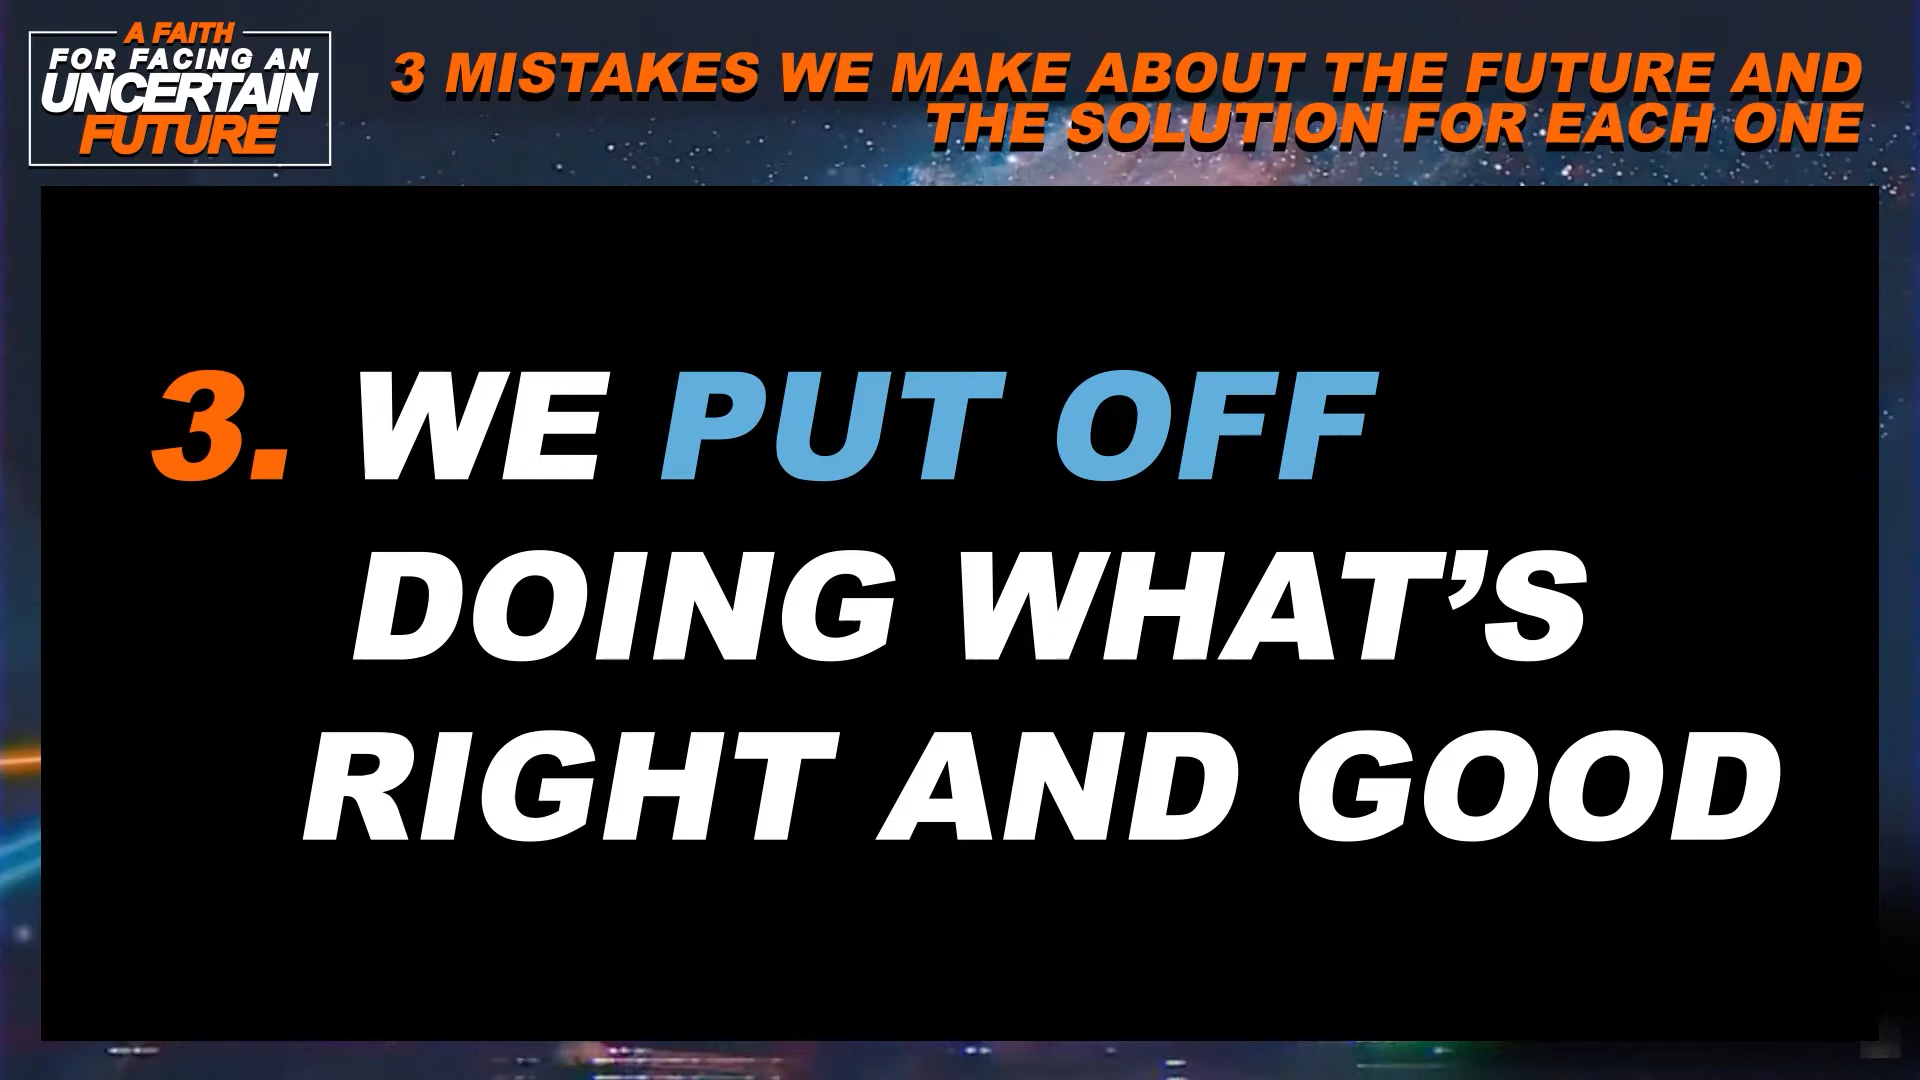 A FAITH
FOR FACING AN
UNCERTAIN
FUTURE
3 MISTAKES WE MAKE ABOUT THE FUTURE AND
THE SOLUTION FOR EACH ONE
3. WE PUT OFF
DOING WHAT’S
RIGHT AND GOOD